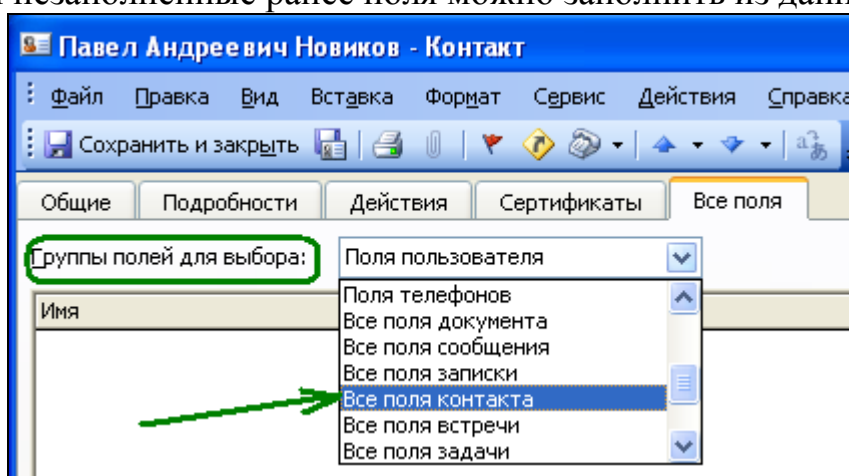 незаполненные ранее поля можно заполнить из дан
Павел Андреевич Новиков - Контакт
Файл Правка Вид Вставка Формат Сервис Действия Справка
Сохранить и закрыть
Общие Подробности Действия Сертификаты Все поля
Группы полей для выбора: Поля пользователя
Имя
Поля телефонов
Все поля документа
Все поля сообщения
Все поля записки
Все поля контакта
Все поля встречи
Все поля задачи